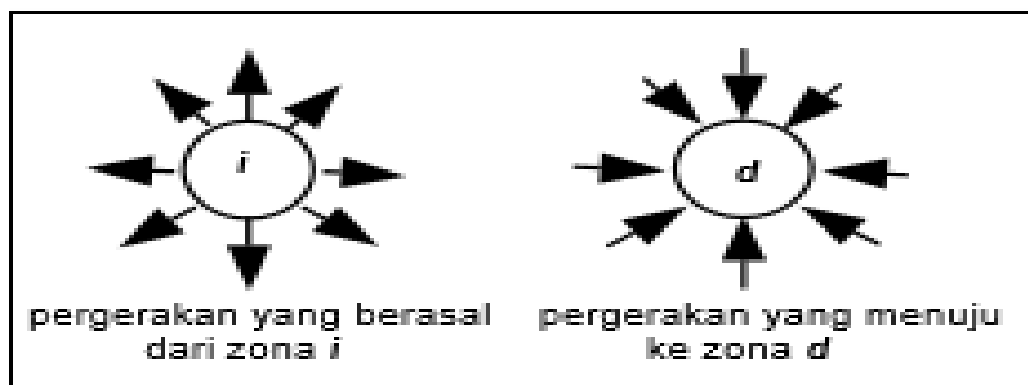 i
d
pergerakan yang berasal
dari zona i
pergerakan yang menuju
ke zona d